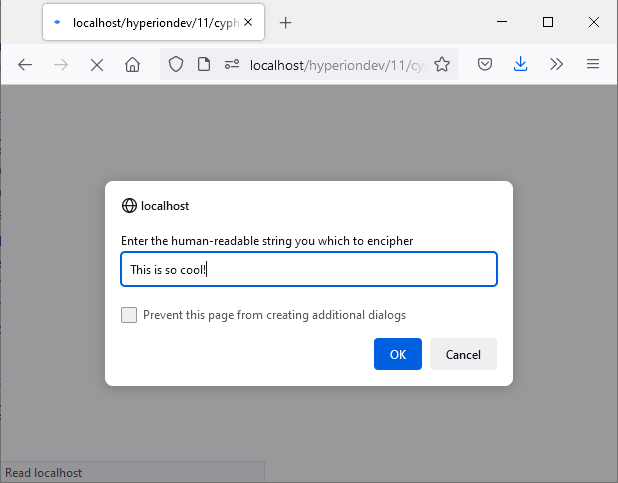 localhost/hyperiondev/11/cyph
localhost/hyperiondev/11/cyp
localhost
Enter the human-readable string you which to encipher
This is so cool!
Prevent this page from creating additional dialogs
OK
Cancel
Read localhost